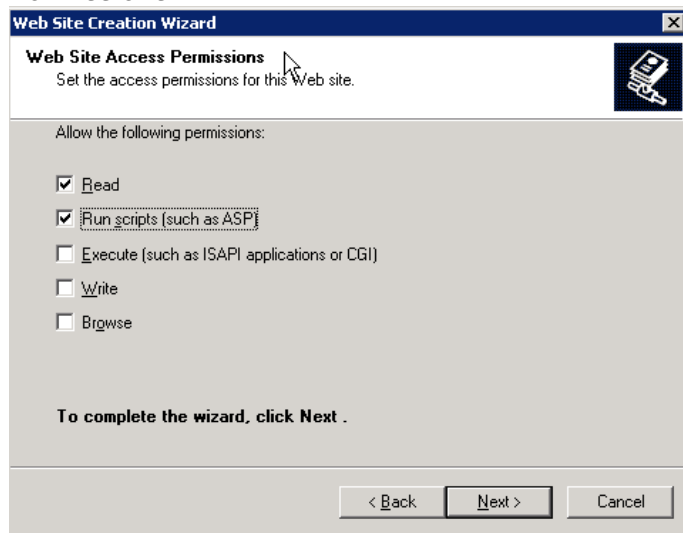 Web Site Creation Wizard
Web Site Access Permissions
Set the access permissions for this Web site.
Allow the following permissions:
Read
Run scripts (such as ASP)
Execute (such as ISAPI applications or CGI)
Write
Browse
To complete the wizard, click Next .
< Back Next > Cancel